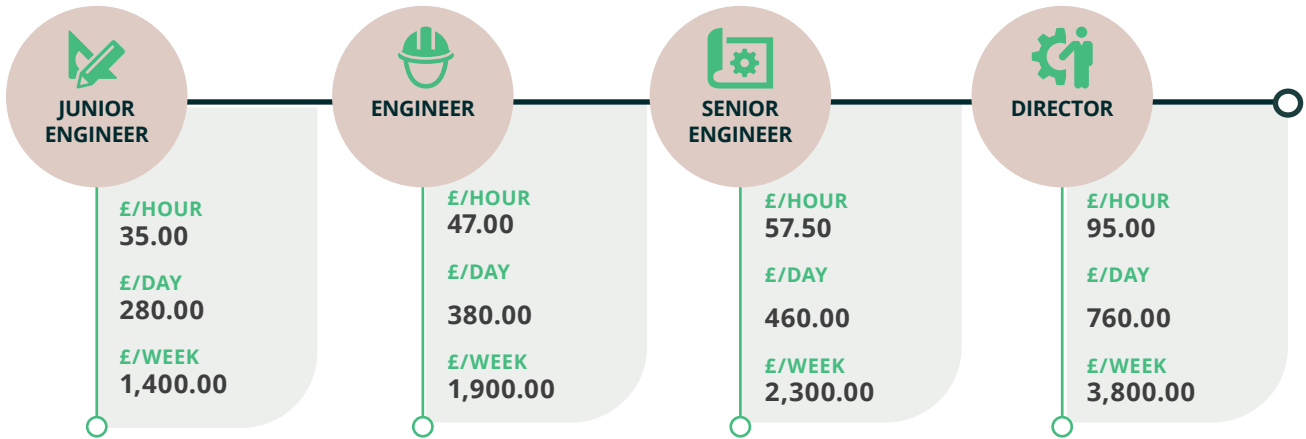 JUNIOR
ENGINEER
£/HOUR
35.00
£/DAY
280.00
£/WEEK
1,400.00
ENGINEER
£/HOUR
47.00
£/DAY
380.00
£/WEEK
1,900.00
SENIOR
ENGINEER
£/HOUR
57.50
£/DAY
460.00
£/WEEK
2,300.00
DIRECTOR
£/HOUR
95.00
£/DAY
760.00
£/WEEK
3,800.00